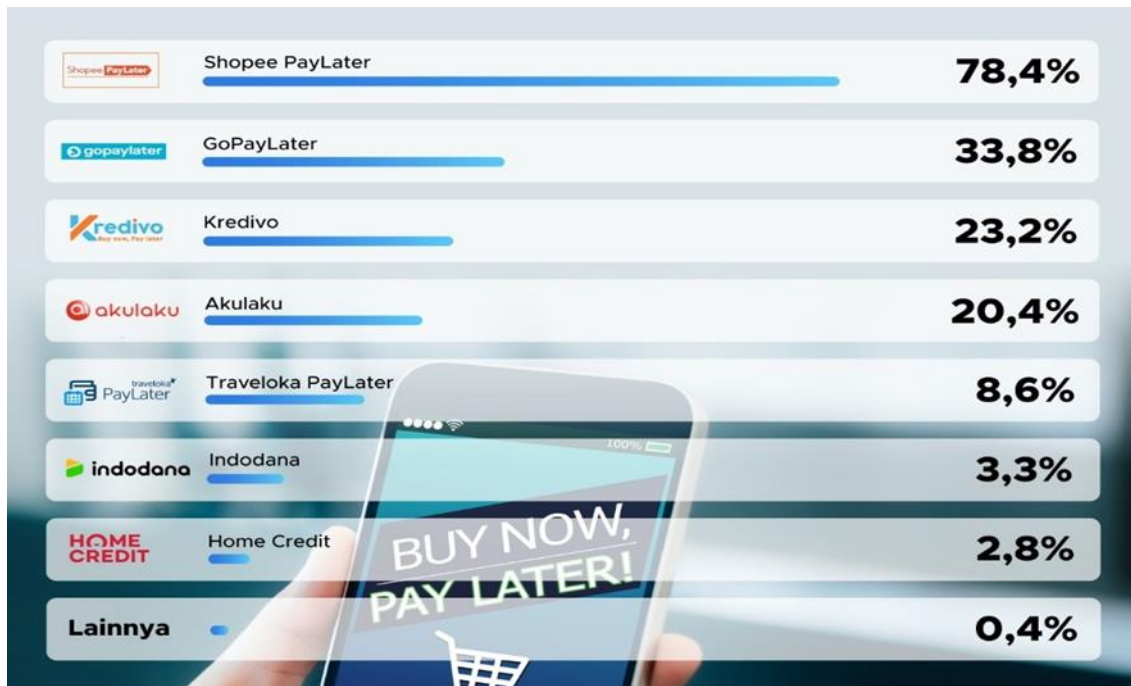 Shopee PayLater
Shopee PayLater
78,4%
gopaylater
GoPayLater
33,8%
Kredivo
Buy now, Pay later
Kredivo
23,2%
akulaku
Akulaku
20,4%
traveloka
PayLater
Traveloka PayLater
8,6%
100%
indodana
Indodana
3,3%
HOME
CREDIT
Home Credit
2,8%
BUY NOW,
PAY LATER!
Lainnya
0,4%